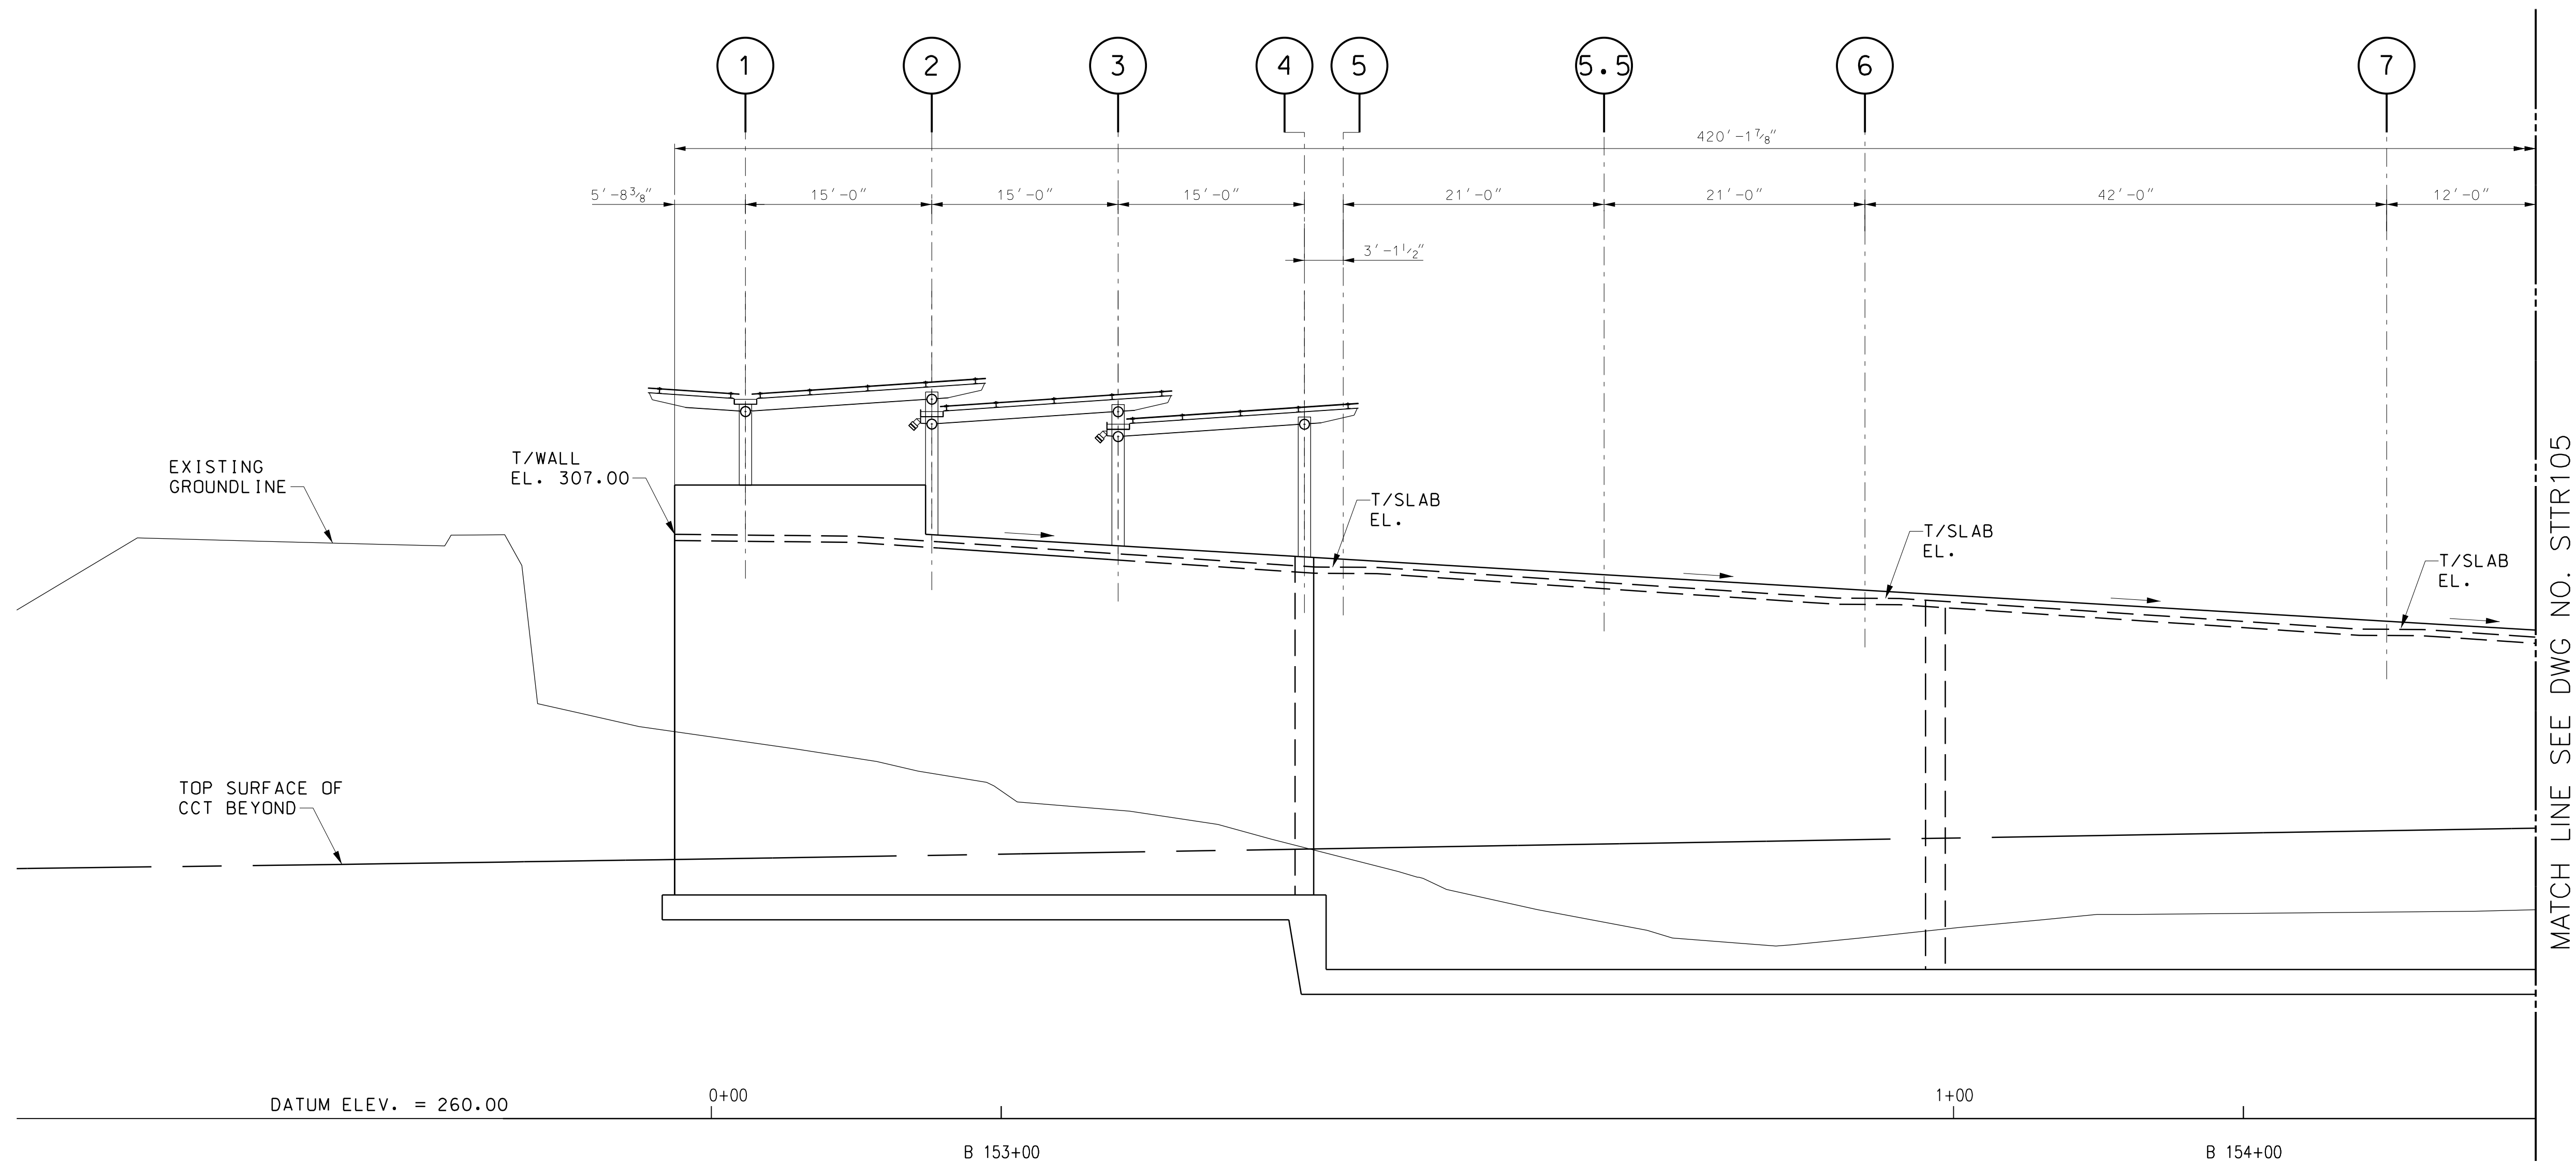 1
2
3
4
5
5.5
6
7
420'-1 7/8"
5'-8 3/8"
15'-0"
15'-0"
15'-0"
21'-0"
21'-0"
42'-0"
12'-0"
3'-1 1/2"
EXISTING
GROUNDLINE
T/WALL
EL. 307.00
T/SLAB
EL.
T/SLAB
EL.
T/SLAB
EL.
TOP SURFACE OF
CCT BEYOND
MATCH LINE SEE DWG NO. STTR105
DATUM ELEV. = 260.00
0+00
1+00
B 153+00
B 154+00